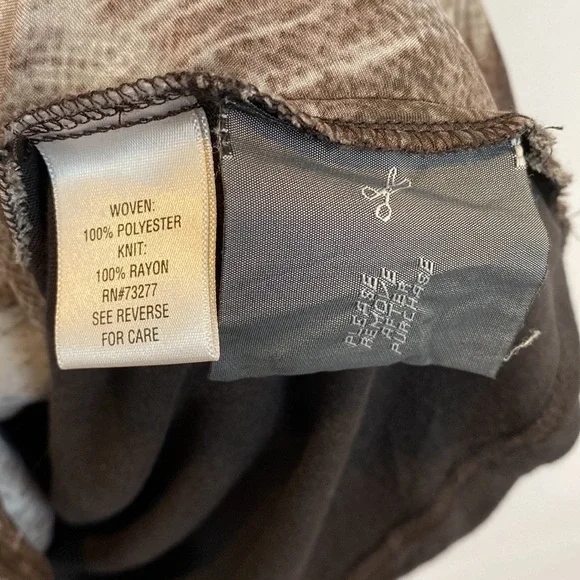 WOVEN:
100% POLYESTER
KNIT:
100% RAYON
RN#73277
SEE REVERSE
FOR CARE
PLEASE
REMOVE
AFTER
PURCHASE